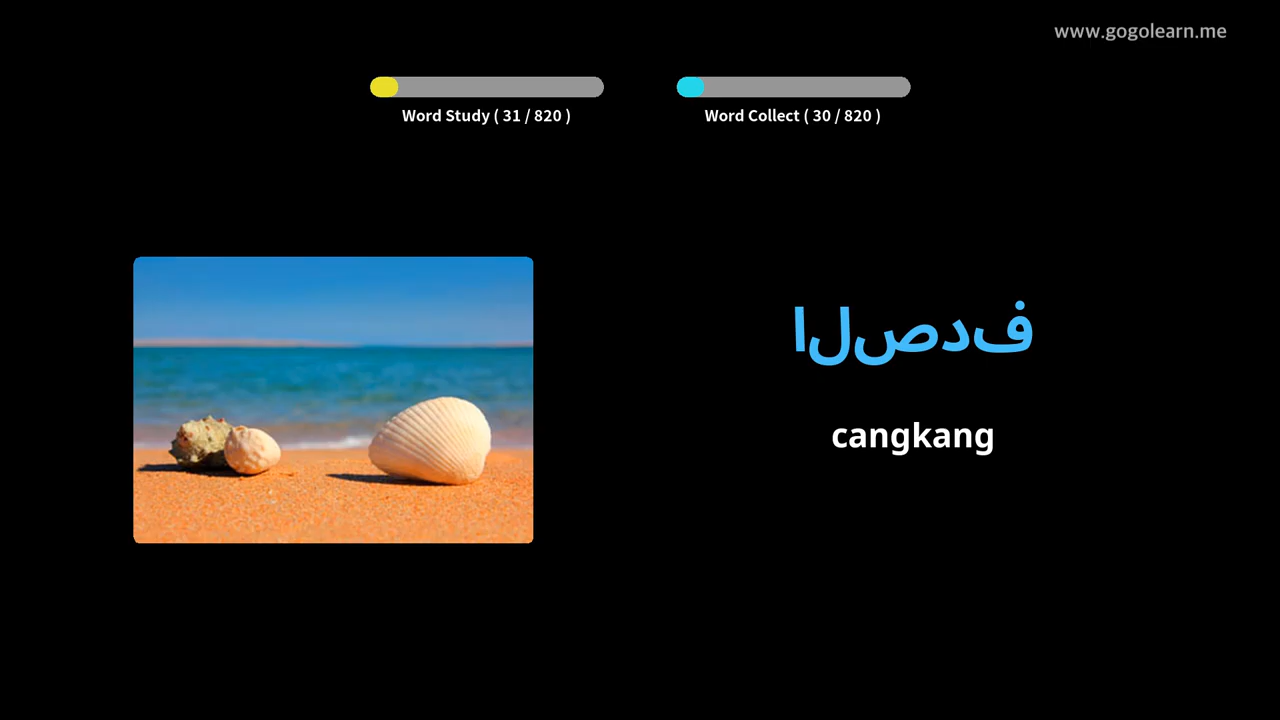 www.gogolearn.me
Word Study ( 31 / 820 )
Word Collect ( 30 / 820 )
الصدف
cangkang